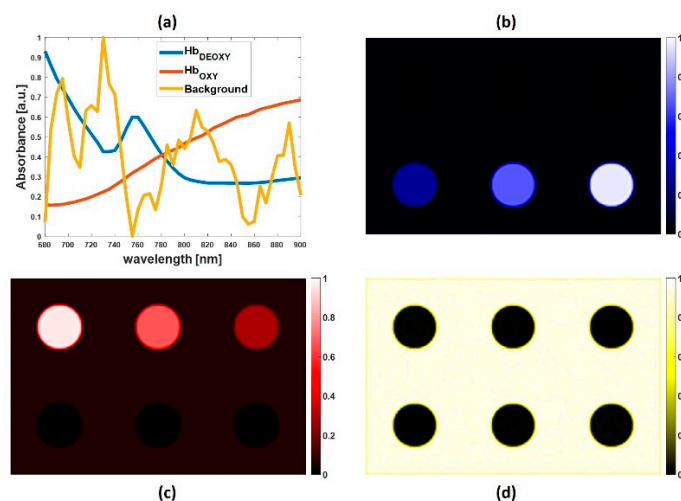 (a)
(b)
Absorbance [a.u.]
1
0.9
0.8
0.7
0.6
0.5
0.4
0.3
0.2
0.1
0
680 700 720 740 760 780 800 820 840 860 880 900
wavelength [nm]
Hb DEOXY
Hb OXY
Background
1
0.8
0.6
0.4
0.2
0
(c)
(d)